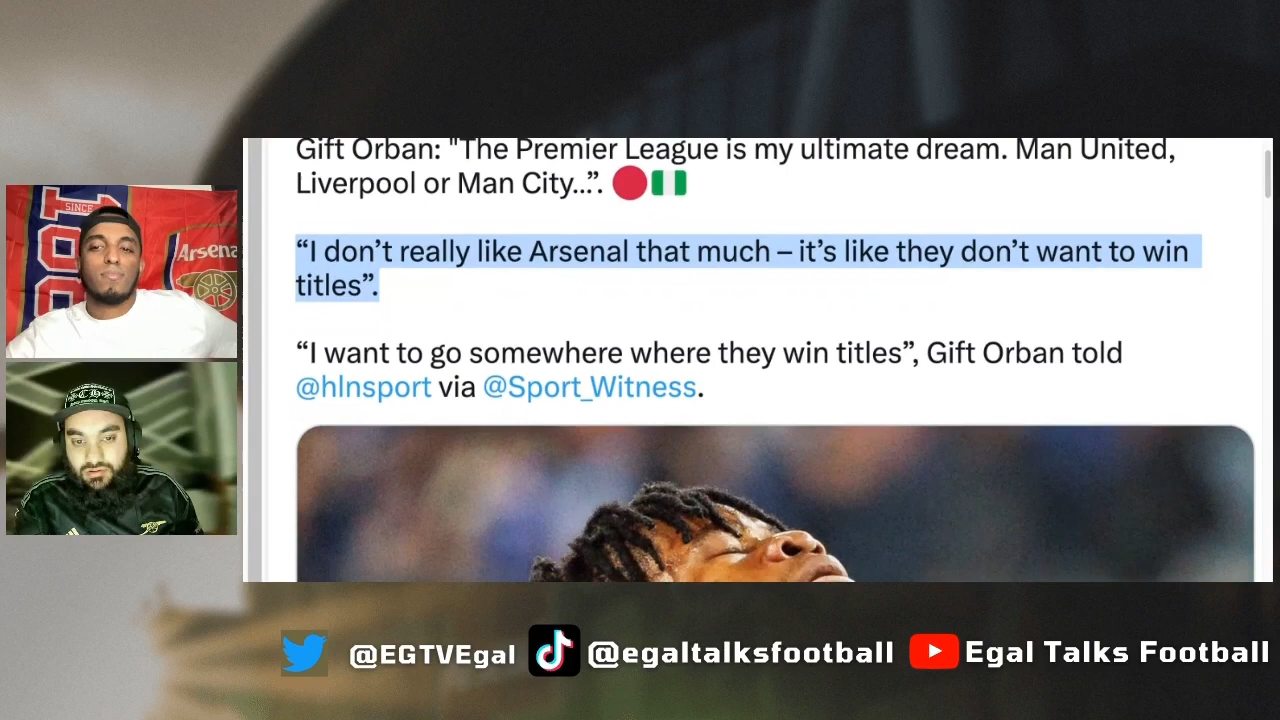 Gift Orban: "The Premier League is my ultimate dream. Man United,
Liverpool or Man City...”. 🔴🇳🇬
“I don’t really like Arsenal that much – it’s like they don’t want to win
titles”.
“I want to go somewhere where they win titles”, Gift Orban told
@hlnsport via @Sport_Witness.
SINCE
Arsenal
@EGTVEgal
@egaltalksfootball
Egal Talks Football